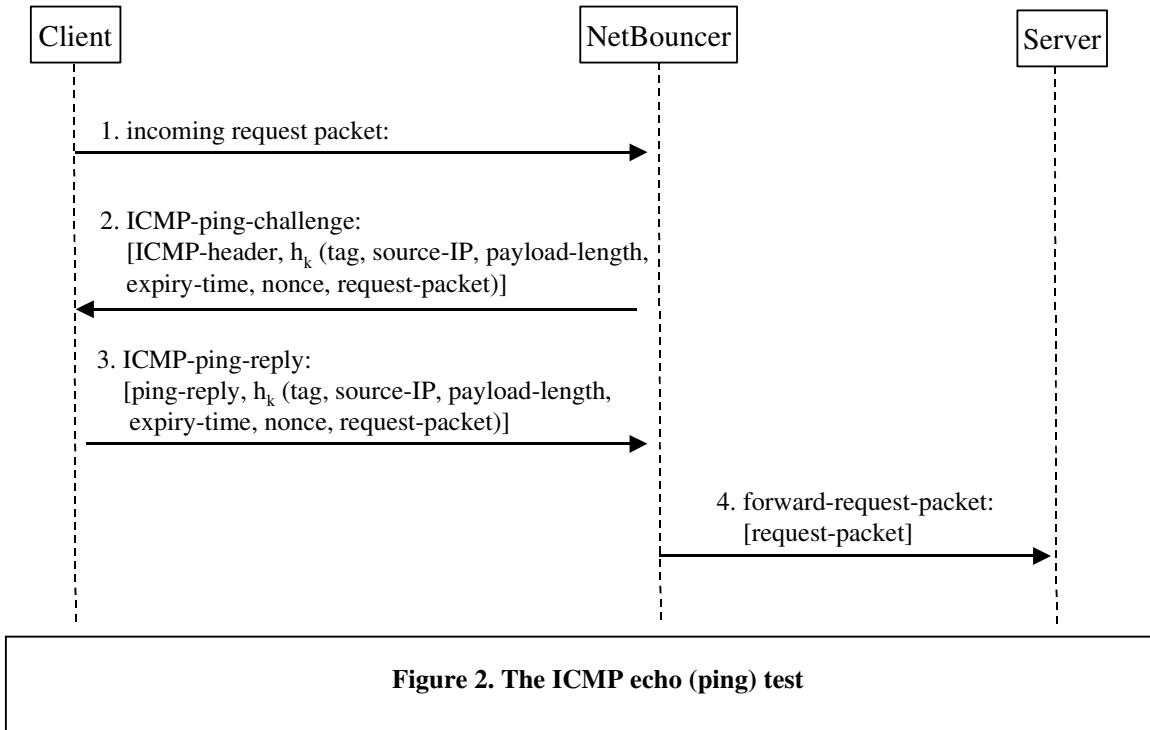 Client
NetBouncer
Server
1. incoming request packet:
2. ICMP-ping-challenge:
[ICMP-header, hk (tag, source-IP, payload-length,
expiry-time, nonce, request-packet)]
3. ICMP-ping-reply:
[ping-reply, hk (tag, source-IP, payload-length,
expiry-time, nonce, request-packet)]
4. forward-request-packet:
[request-packet]
Figure 2. The ICMP echo (ping) test